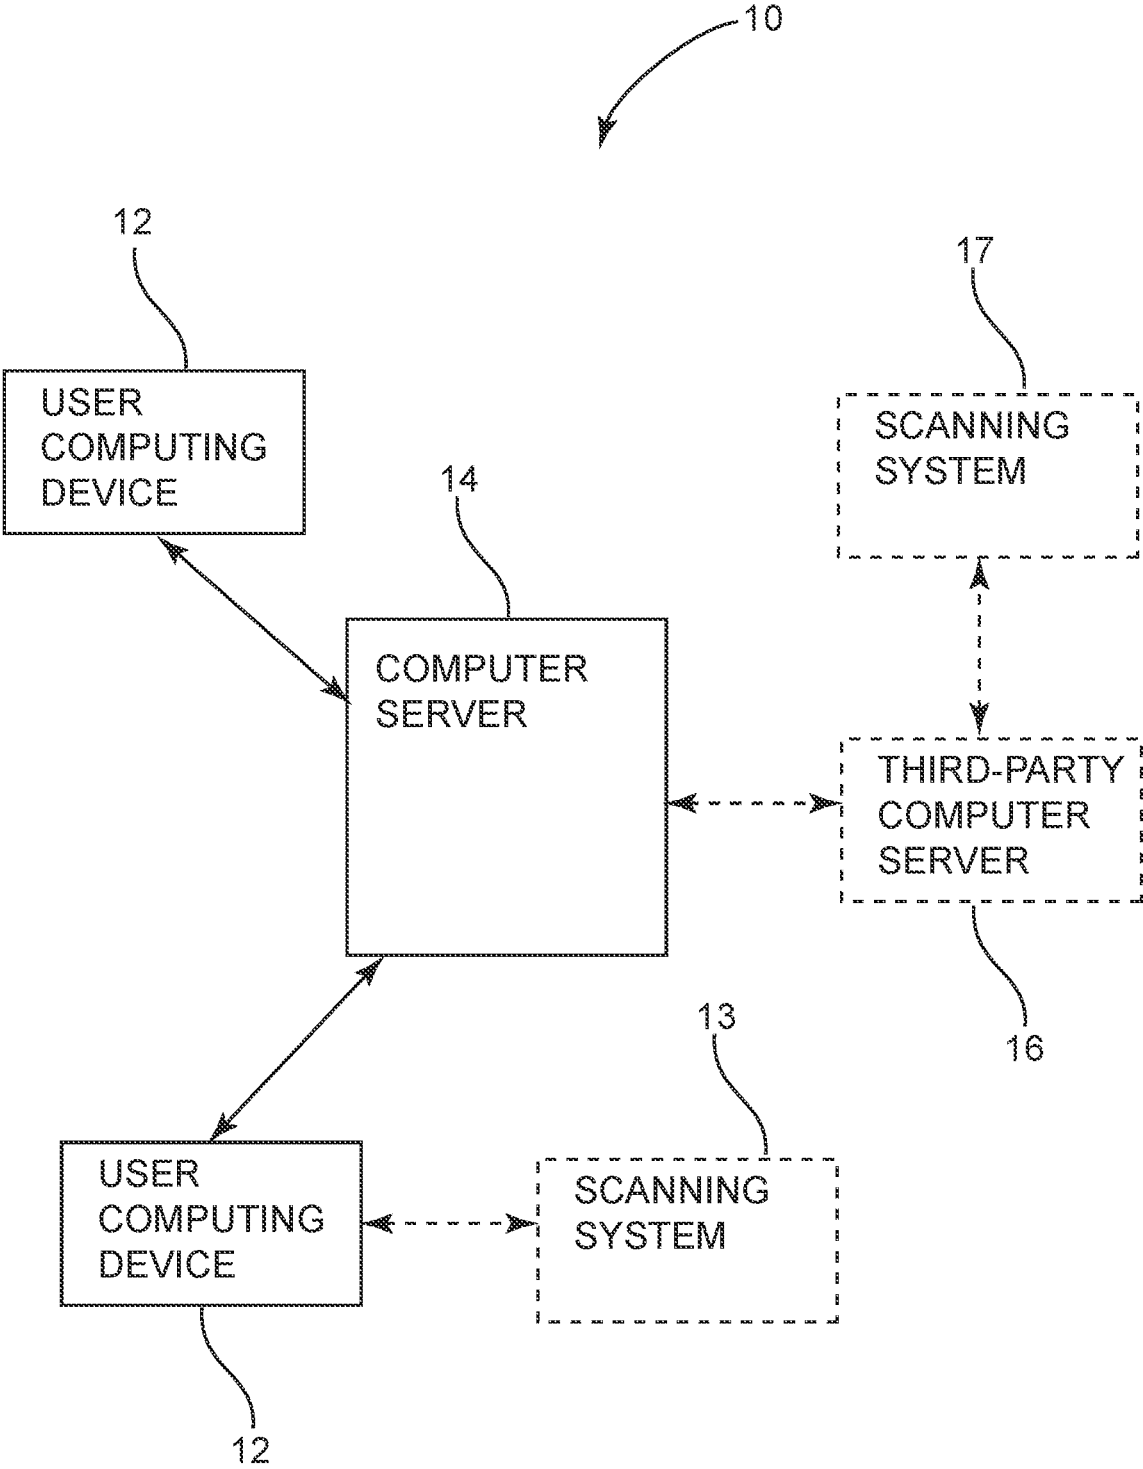 10
12
17
USER
COMPUTING
DEVICE
SCANNING
SYSTEM
14
COMPUTER
SERVER
THIRD-PARTY
COMPUTER
SERVER
13
16
USER
COMPUTING
DEVICE
SCANNING
SYSTEM
12